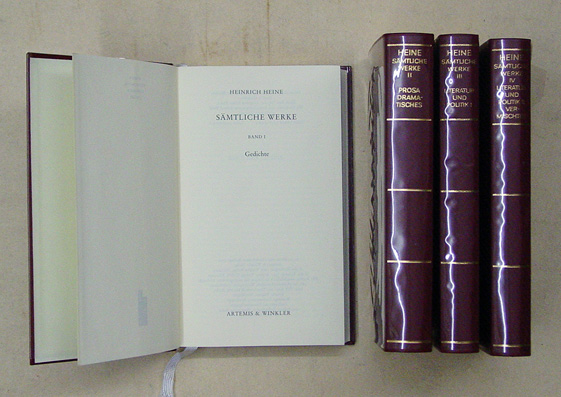 HEINRICH HEINE
SÄMTLICHE WERKE
BAND I
Gedichte
ARTEMIS & WINKLER
HEINE
SÄMTLICHE
WERKE
II
PROSA
DRAMA-
TISCHES
HEINE
SÄMTLICHE
WERKE
III
LITERATUR
UND
POLITIK I
HEINE
SÄMTLICHE
WERKE
IV
LITERATUR
UND
POLITIK II
VER-
MISCHTES